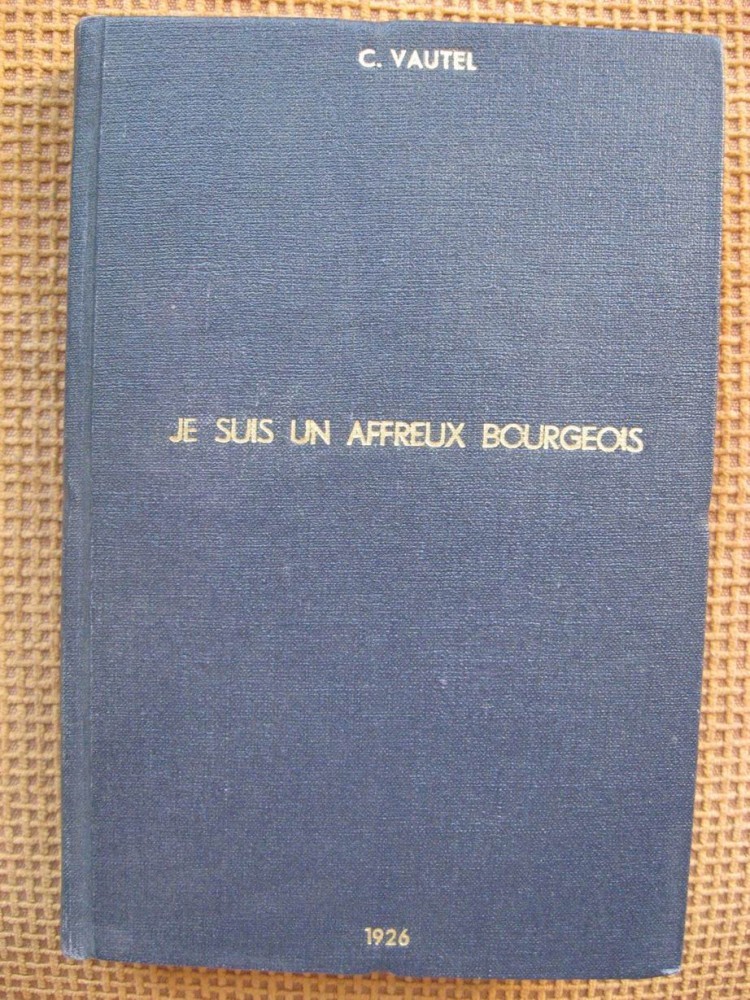 C. VAUTEL
JE SUIS UN AFFREUX BOURGEOIS
1926